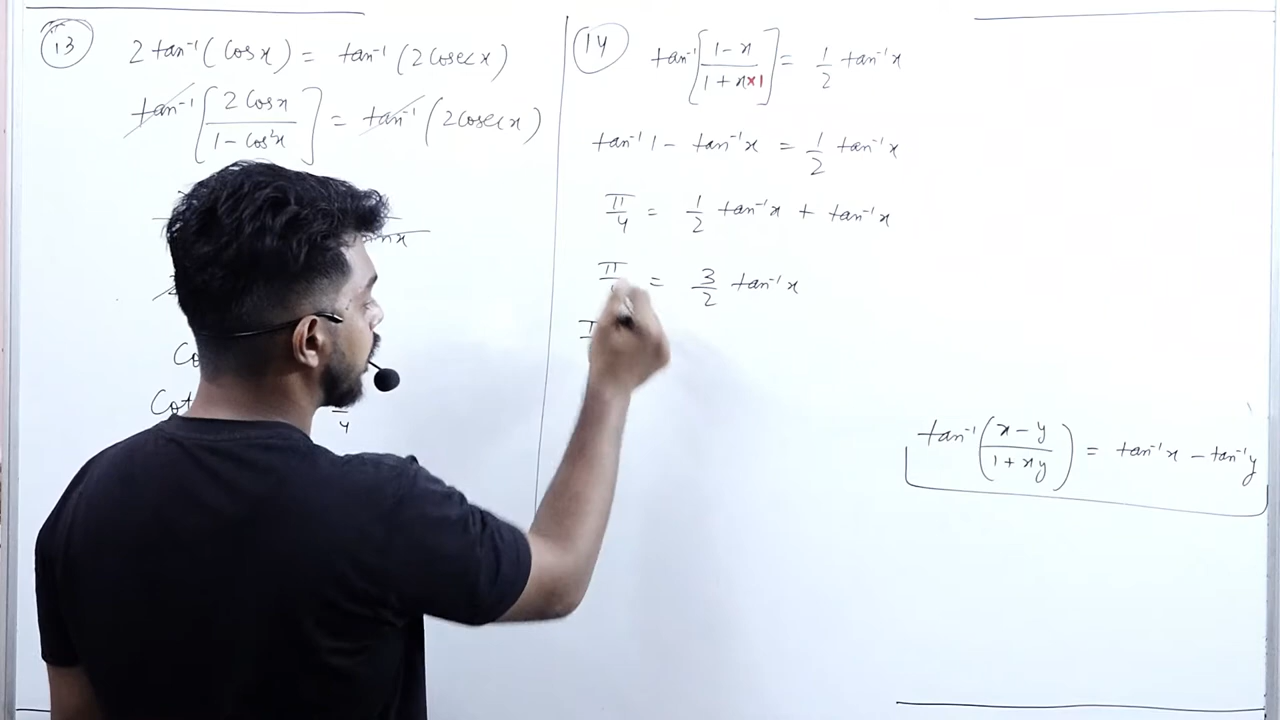 13
2 tan⁻¹ (Cos x) = tan⁻¹ (2 Cosec x)
tan⁻¹ [ 2 Cos x / 1 - Cos²x ] = tan⁻¹ (2 Cosec x)
π/4
14
tan⁻¹ [ 1 - x / 1 + x×1 ] = 1/2 tan⁻¹ x
tan⁻¹ 1 - tan⁻¹ x = 1/2 tan⁻¹ x
π/4 = 1/2 tan⁻¹ x + tan⁻¹ x
π = 3/2 tan⁻¹ x
tan⁻¹ ( x - y / 1 + xy ) = tan⁻¹ x - tan⁻¹ y